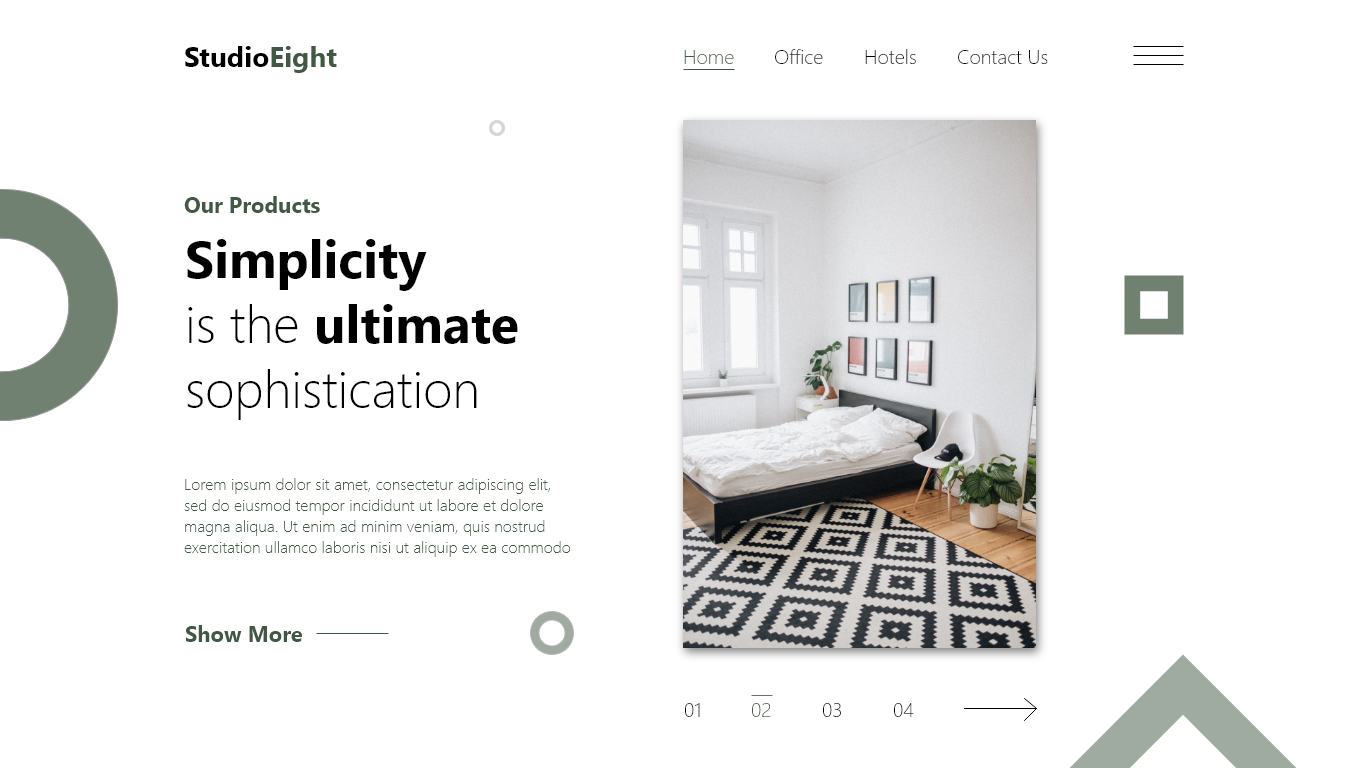 StudioEight
Home Office Hotels Contact Us
Our Products
Simplicity
is the ultimate
sophistication
Lorem ipsum dolor sit amet, consectetur adipiscing elit,
sed do eiusmod tempor incididunt ut labore et dolore
magna aliqua. Ut enim ad minim veniam, quis nostrud
exercitation ullamco laboris nisi ut aliquip ex ea commodo
Show More
01 02 03 04